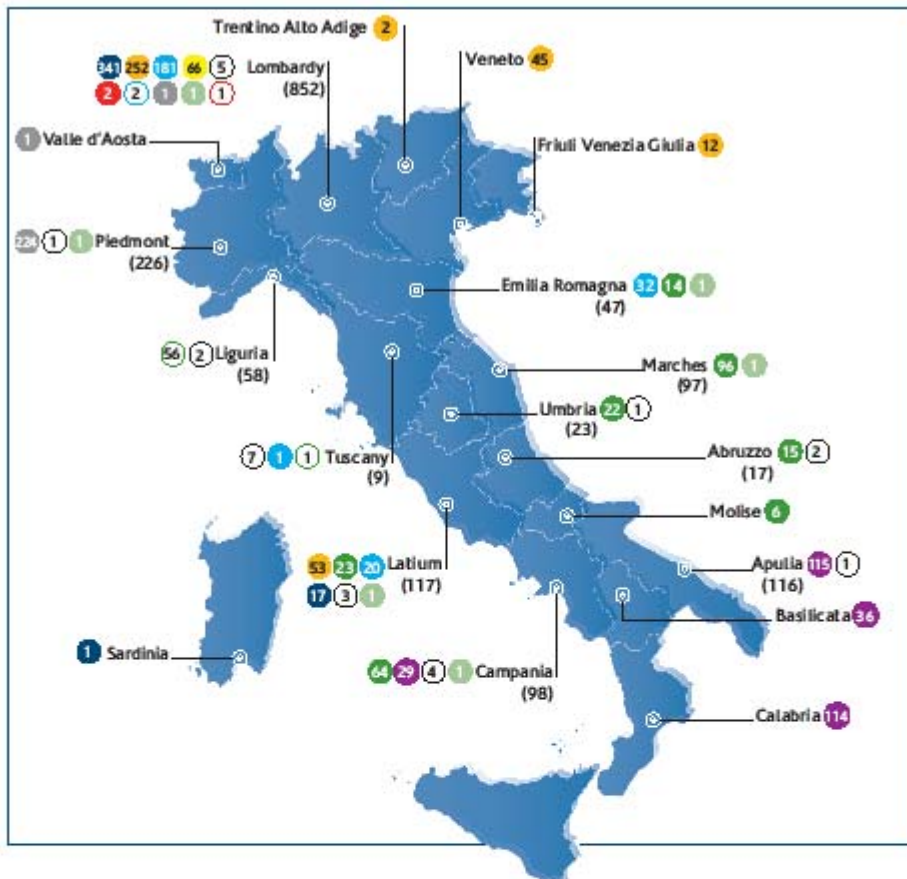 Trentino Alto Adige 2
341 252 181 66 5 Lombardy
2 2 1 1 1 (852)
Veneto 45
1 Valle d'Aosta
Friuli Venezia Giulia 12
224 1 1 Piedmont
(226)
Emilia Romagna 32 14 1
(47)
56 2 Liguria
(58)
Marches 96 1
(97)
Umbria 22 1
(23)
7 1 1 Tuscany
(9)
Abruzzo 15 2
(17)
Molise 6
53 23 20 Latium
17 3 1 (117)
Apulia 115 1
(116)
Basilicata 36
1 Sardinia
64 29 4 1 Campania
(98)
Calabria 114